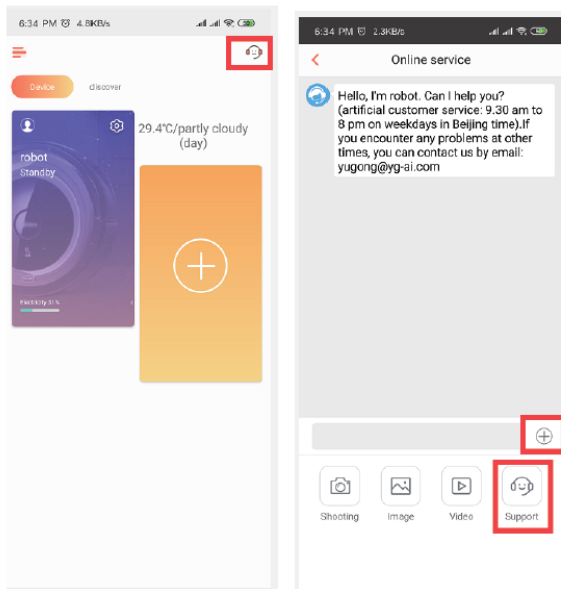 6:34 PM 4.8KB/s
Device
discover
robot
Standby
29.4°C/partly cloudy
(day)
6:34 PM 2.3KB/s
Online service
Hello, I'm robot. Can I help you?
(artificial customer service: 9.30 am to
8 pm on weekdays in Beijing time).If
you encounter any problems at other
times, you can contact us by email:
yugong@yg-ai.com
Shooting
Image
Video
Support